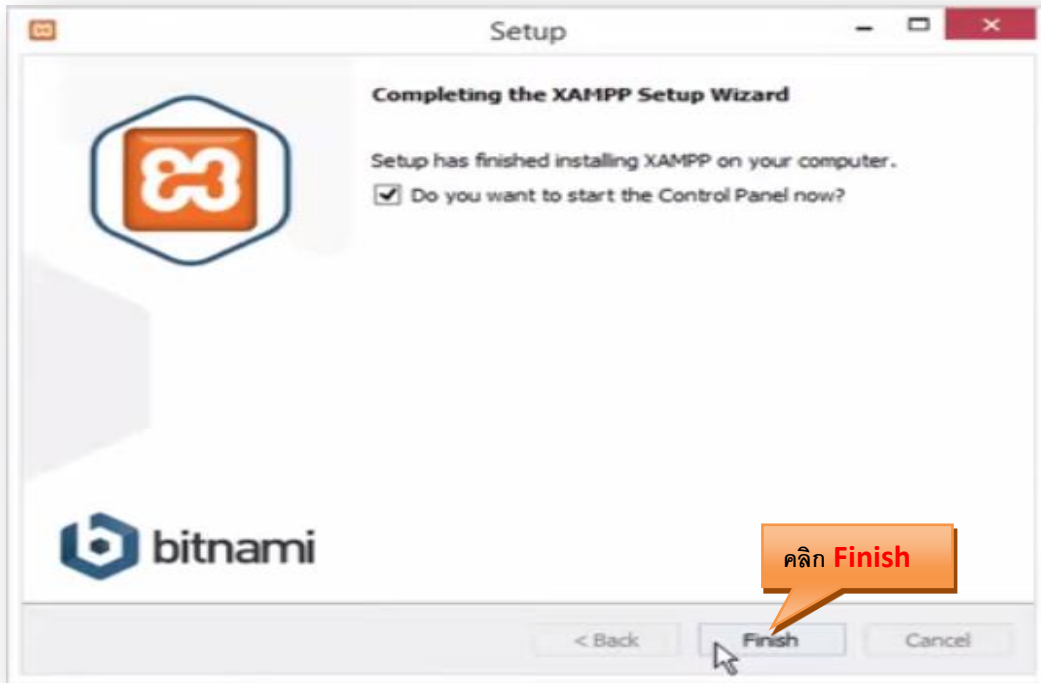 Setup
Completing the XAMPP Setup Wizard
Setup has finished installing XAMPP on your computer.
Do you want to start the Control Panel now?
bitnami
คลิก Finish
< Back
Finish
Cancel